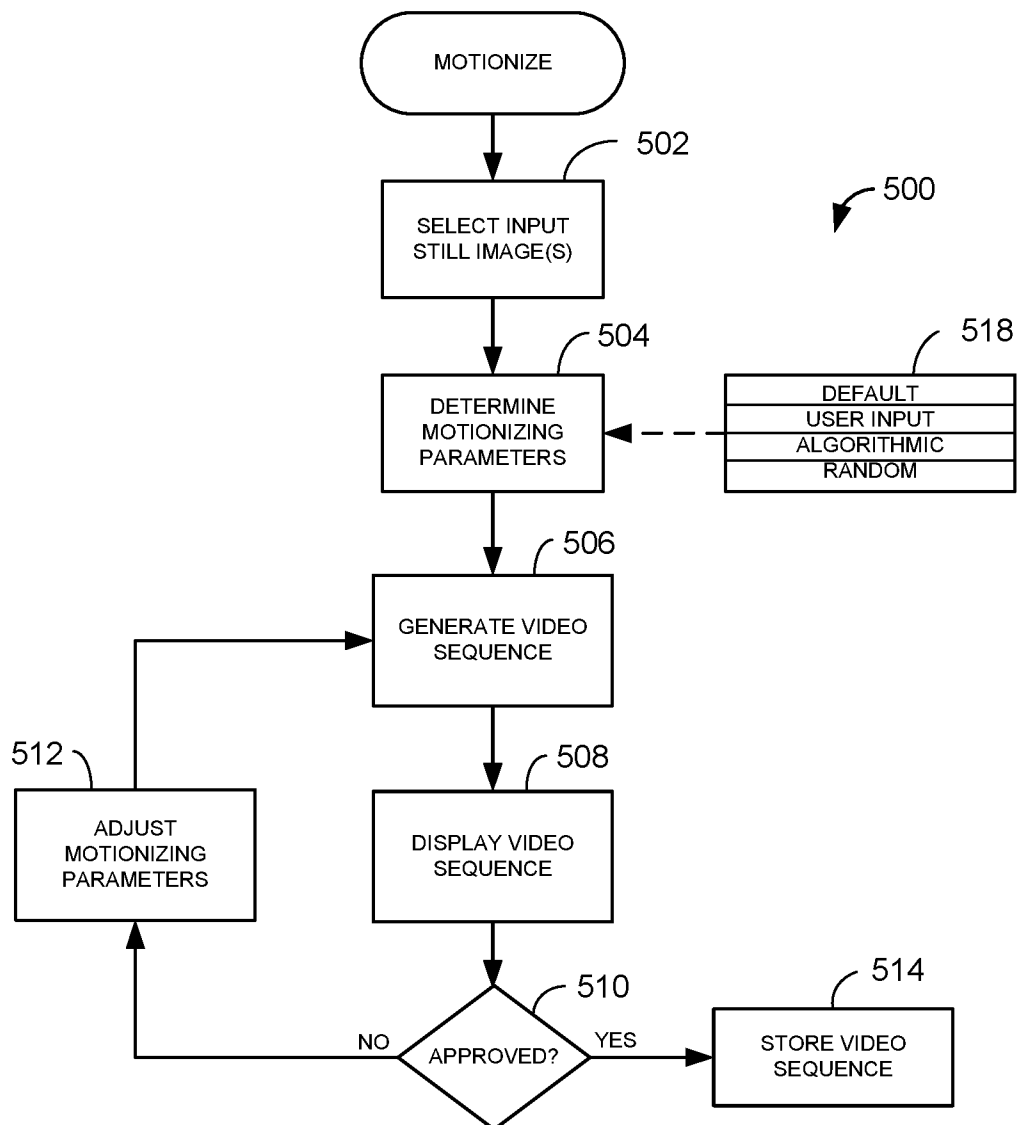 MOTIONIZE
502
SELECT INPUT
STILL IMAGE(S)
500
504
DETERMINE
MOTIONIZING
PARAMETERS
518
DEFAULT
USER INPUT
ALGORITHMIC
RANDOM
506
GENERATE VIDEO
SEQUENCE
512
ADJUST
MOTIONIZING
PARAMETERS
508
DISPLAY VIDEO
SEQUENCE
510
NO
APPROVED?
YES
514
STORE VIDEO
SEQUENCE